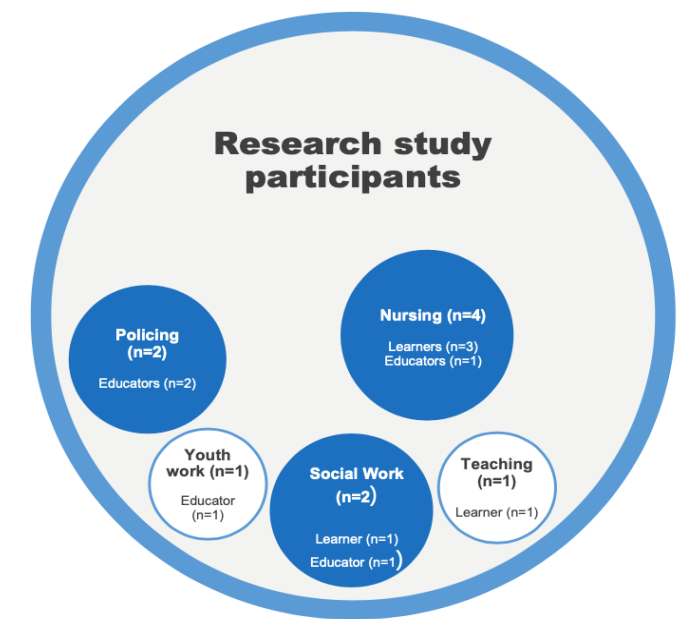 Research study
participants
Nursing (n=4)
Learners (n=3)
Educators (n=1)
Policing
(n=2)
Educators (n=2)
Youth
work (n=1)
Educator
(n=1)
Social Work
(n=2)
Learner (n=1)
Educator (n=1)
Teaching
(n=1)
Learner (n=1)